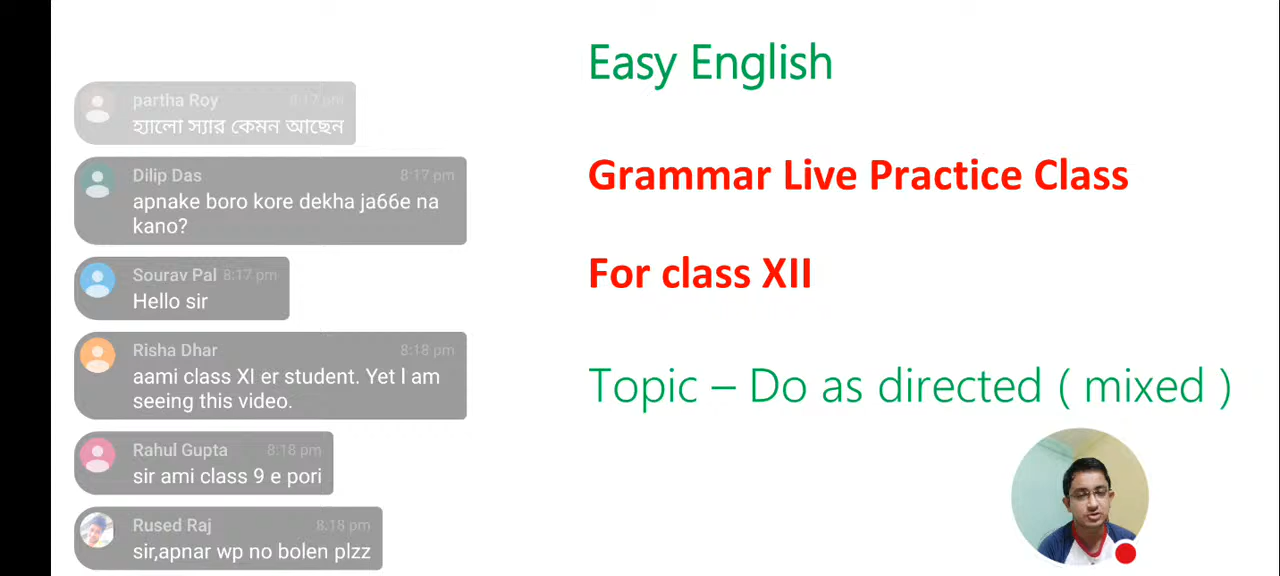 partha Roy 8:17 pm
হ্যালো স্যার কেমন আছেন
Dilip Das 8:17 pm
apnake boro kore dekha ja66e na
kano?
Sourav Pal 8:17 pm
Hello sir
Risha Dhar 8:18 pm
aami class XI er student. Yet I am
seeing this video.
Rahul Gupta 8:18 pm
sir ami class 9 e pori
Rused Raj 8:18 pm
sir,apnar wp no bolen plzz
Easy English
Grammar Live Practice Class
For class XII
Topic – Do as directed ( mixed )